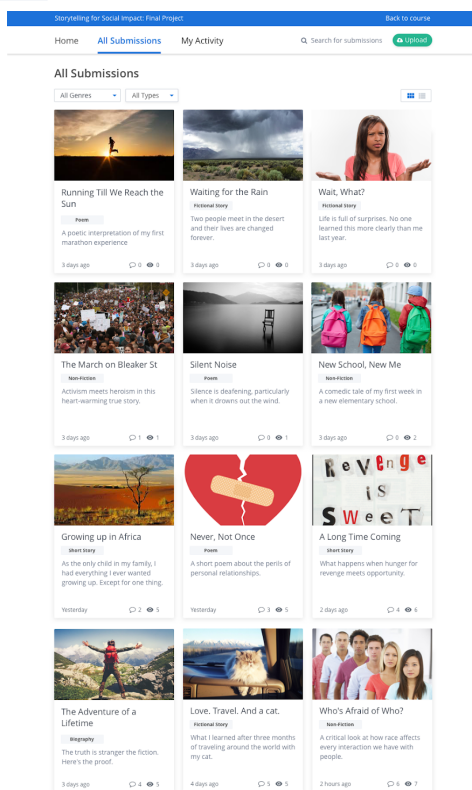 Storytelling for Social Impact: Final Project
Back to course
Home
All Submissions
My Activity
Search for submissions
Upload
All Submissions
All Genres
All Types
Running Till We Reach the
Sun
Poem
A poetic interpretation of my first
marathon experience
3 days ago
0
0
Waiting for the Rain
Fictional Story
Two people meet in the desert
and their lives are changed
forever.
3 days ago
0
0
Wait, What?
Fictional Story
Life is full of surprises. No one
learned this more clearly than me
last year.
3 days ago
0
0
The March on Bleaker St
Non-Fiction
Activism meets heroism in this
heart-warming true story.
3 days ago
1
1
Silent Noise
Poem
Silence is deafening, particularly
when it drowns out the wind.
3 days ago
0
1
New School, New Me
Non-Fiction
A comedic tale of my first week in
a new elementary school.
3 days ago
0
2
Growing up in Africa
Short Story
As the only child in my family, I
had everything I ever wanted
growing up. Except for one thing.
Yesterday
2
5
Never, Not Once
Poem
A short poem about the perils of
personal relationships.
Yesterday
3
5
Revenge
is
SweeT
A Long Time Coming
Short Story
What happens when hunger for
revenge meets opportunity.
2 days ago
4
6
The Adventure of a
Lifetime
Biography
The truth is stranger the fiction.
Here's the proof.
3 days ago
4
5
Love. Travel. And a cat.
Fictional Story
What I learned after three months
of traveling around the world with
my cat.
4 days ago
5
5
Who's Afraid of Who?
Non-Fiction
A critical look at how race affects
every interaction we have with
people.
2 hours ago
6
7